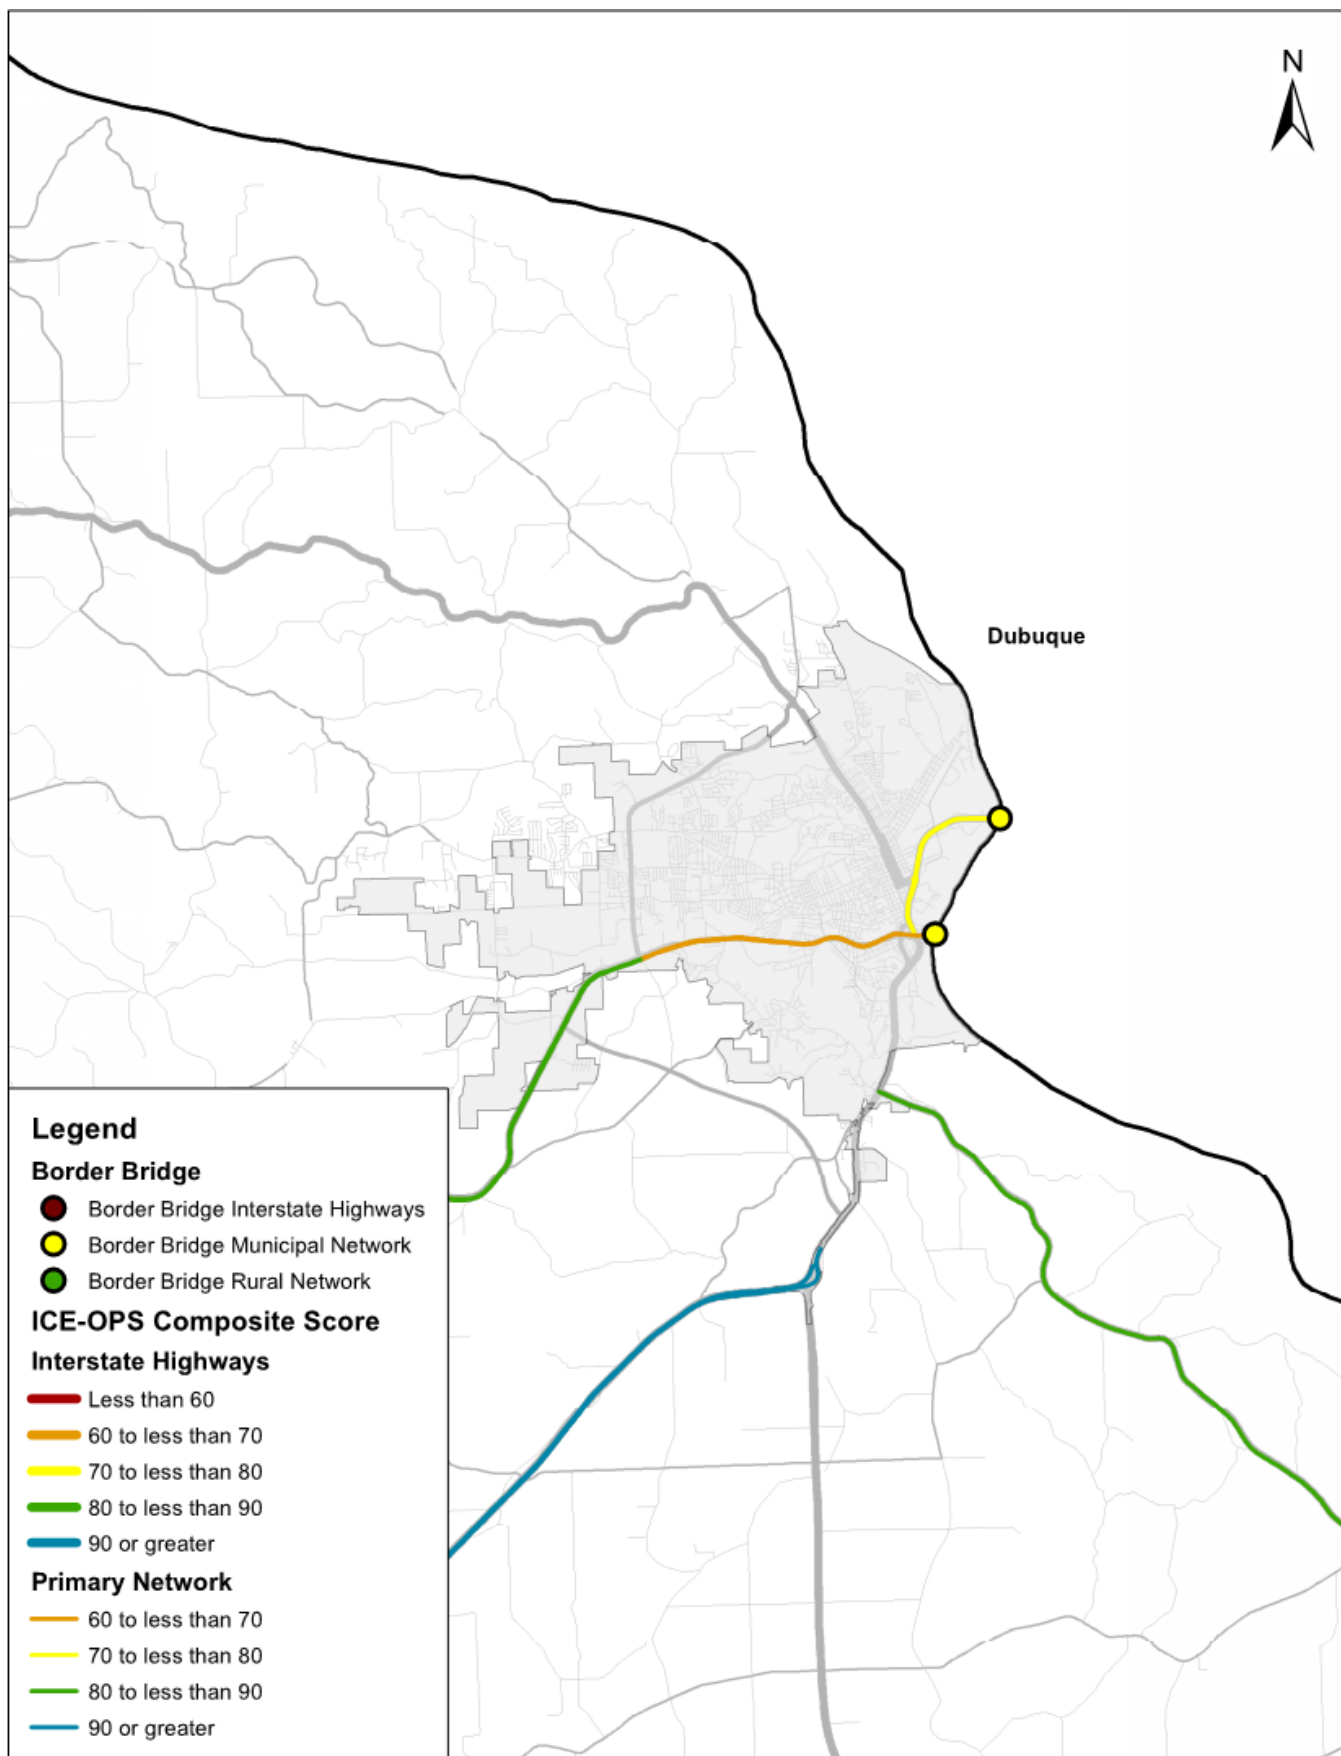 N
Dubuque
Legend
Border Bridge
Border Bridge Interstate Highways
Border Bridge Municipal Network
Border Bridge Rural Network
ICE-OPS Composite Score
Interstate Highways
Less than 60
60 to less than 70
70 to less than 80
80 to less than 90
90 or greater
Primary Network
60 to less than 70
70 to less than 80
80 to less than 90
90 or greater